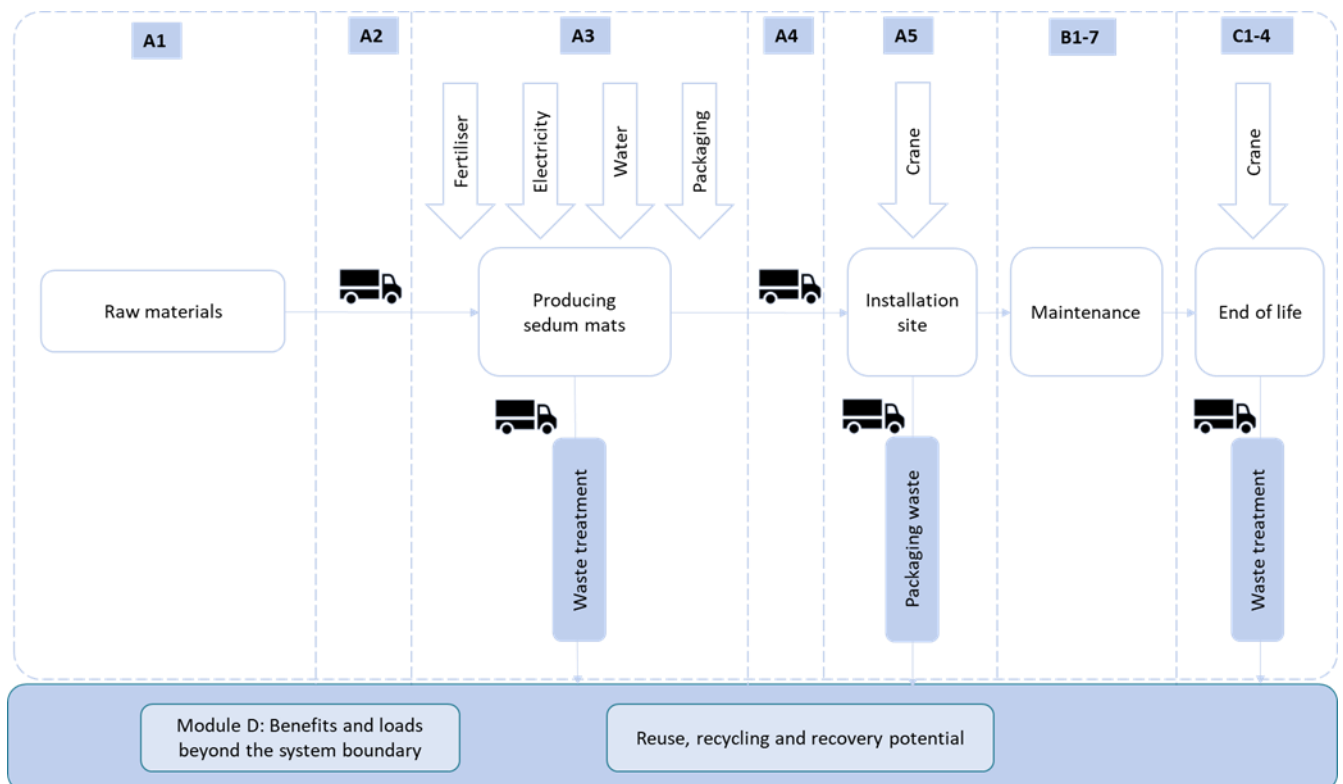 A1
A2
A3
A4
A5
B1-7
C1-4
Fertiliser
Electricity
Water
Packaging
Crane
Crane
Raw materials
Producing
sedum mats
Installation
site
Maintenance
End of life
Waste treatment
Packaging waste
Waste treatment
Module D: Benefits and loads
beyond the system boundary
Reuse, recycling and recovery potential